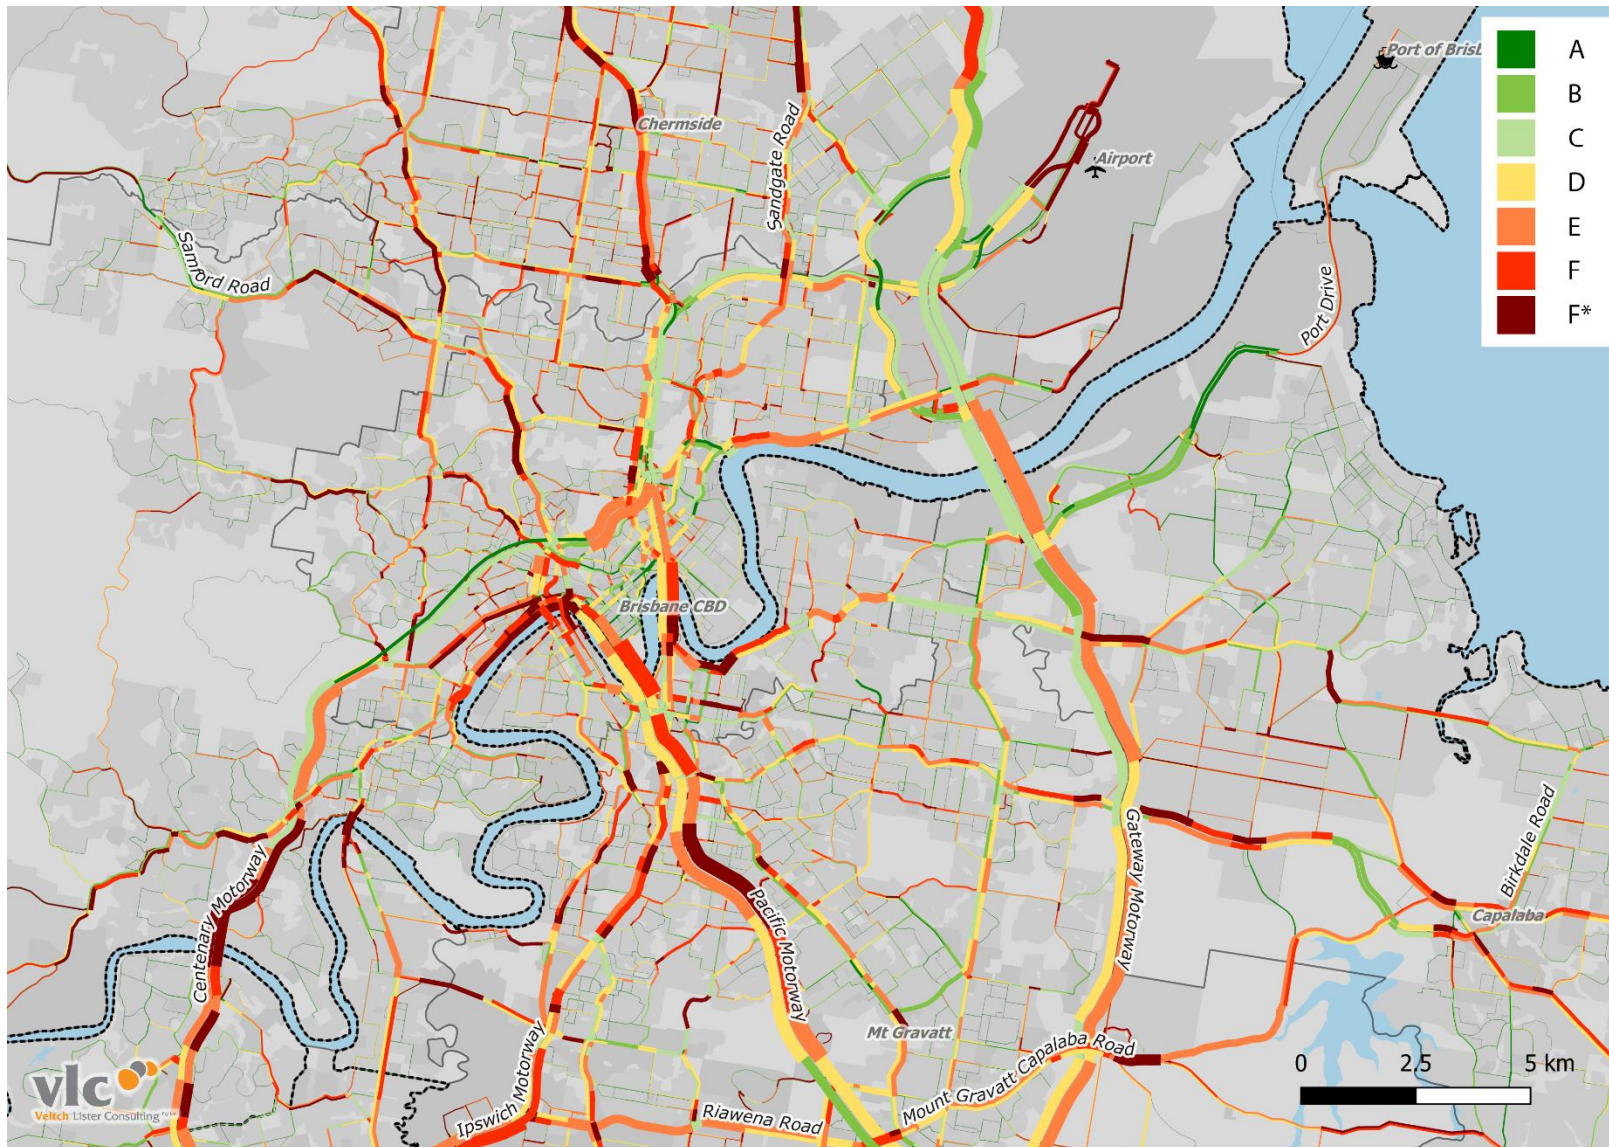 A
B
C
D
E
F
F*
Port of Brisb
Chermside
Sandgate Road
Airport
Samford Road
Port Drive
Brisbane CBD
Gateway Motorway
Birkdale Road
Capalaba
Centenary Motorway
Pacific Motorway
Mt Gravatt
Mount Gravatt Capalaba Road
Ipswich Motorway
Riawena Road
0 2.5 5 km
vlc
Veitch Lister Consulting